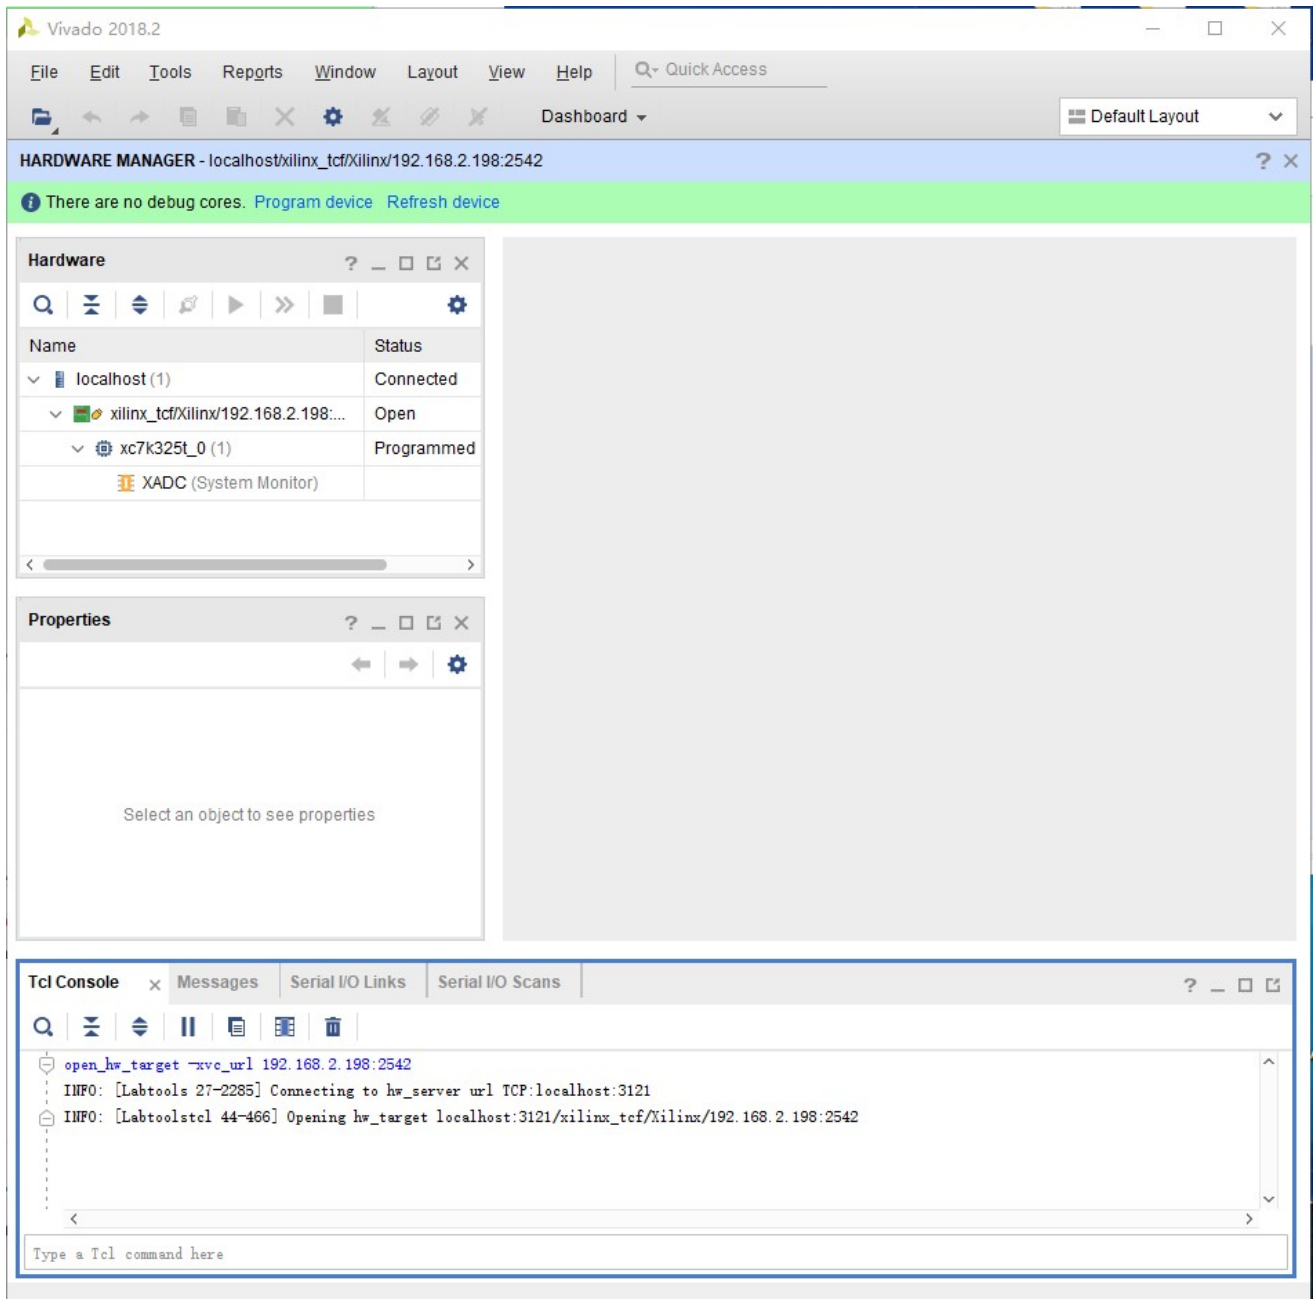 Vivado 2018.2
File Edit Tools Reports Window Layout View Help Quick Access
Dashboard Default Layout
HARDWARE MANAGER - localhost/xilinx_tcf/Xilinx/192.168.2.198:2542
There are no debug cores. Program device Refresh device
Hardware
Name Status
localhost (1) Connected
xilinx_tcf/Xilinx/192.168.2.198:... Open
xc7k325t_0 (1) Programmed
XADC (System Monitor)
Properties
Select an object to see properties
Tcl Console Messages Serial I/O Links Serial I/O Scans
open_hw_target -xvc_url 192.168.2.198:2542
INFO: [Labtools 27-2285] Connecting to hw_server url TCP:localhost:3121
INFO: [Labtoolstcl 44-466] Opening hw_target localhost:3121/xilinx_tcf/Xilinx/192.168.2.198:2542
Type a Tcl command here